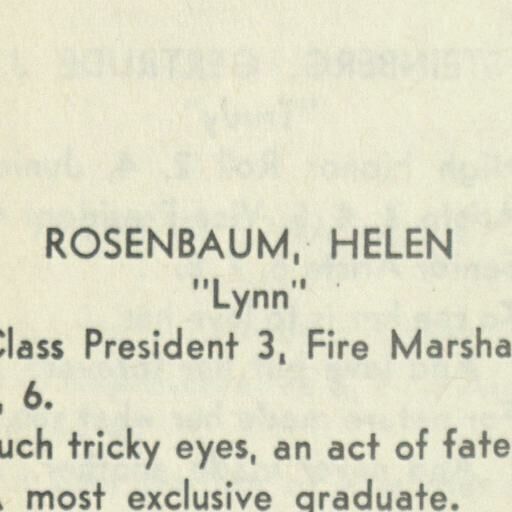 ROSENBAUM, HELEN
"Lynn"
Class President 3, Fire Marsha
, 6.
uch tricky eyes, an act of fate
most exclusive graduate.